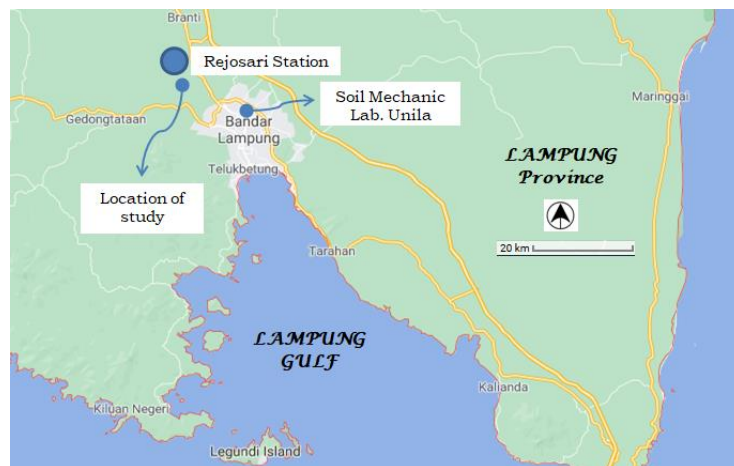 Branti
Rejosari Station
Gedongtataan
Bandar
Lampung
Soil Mechanic
Lab. Unila
Maringgai
Telukbetung
LAMPUNG
Province
Location of
study
20 km
Tarahan
LAMPUNG
GULF
Kalianda
Kiluan Negeri
Legundi Island